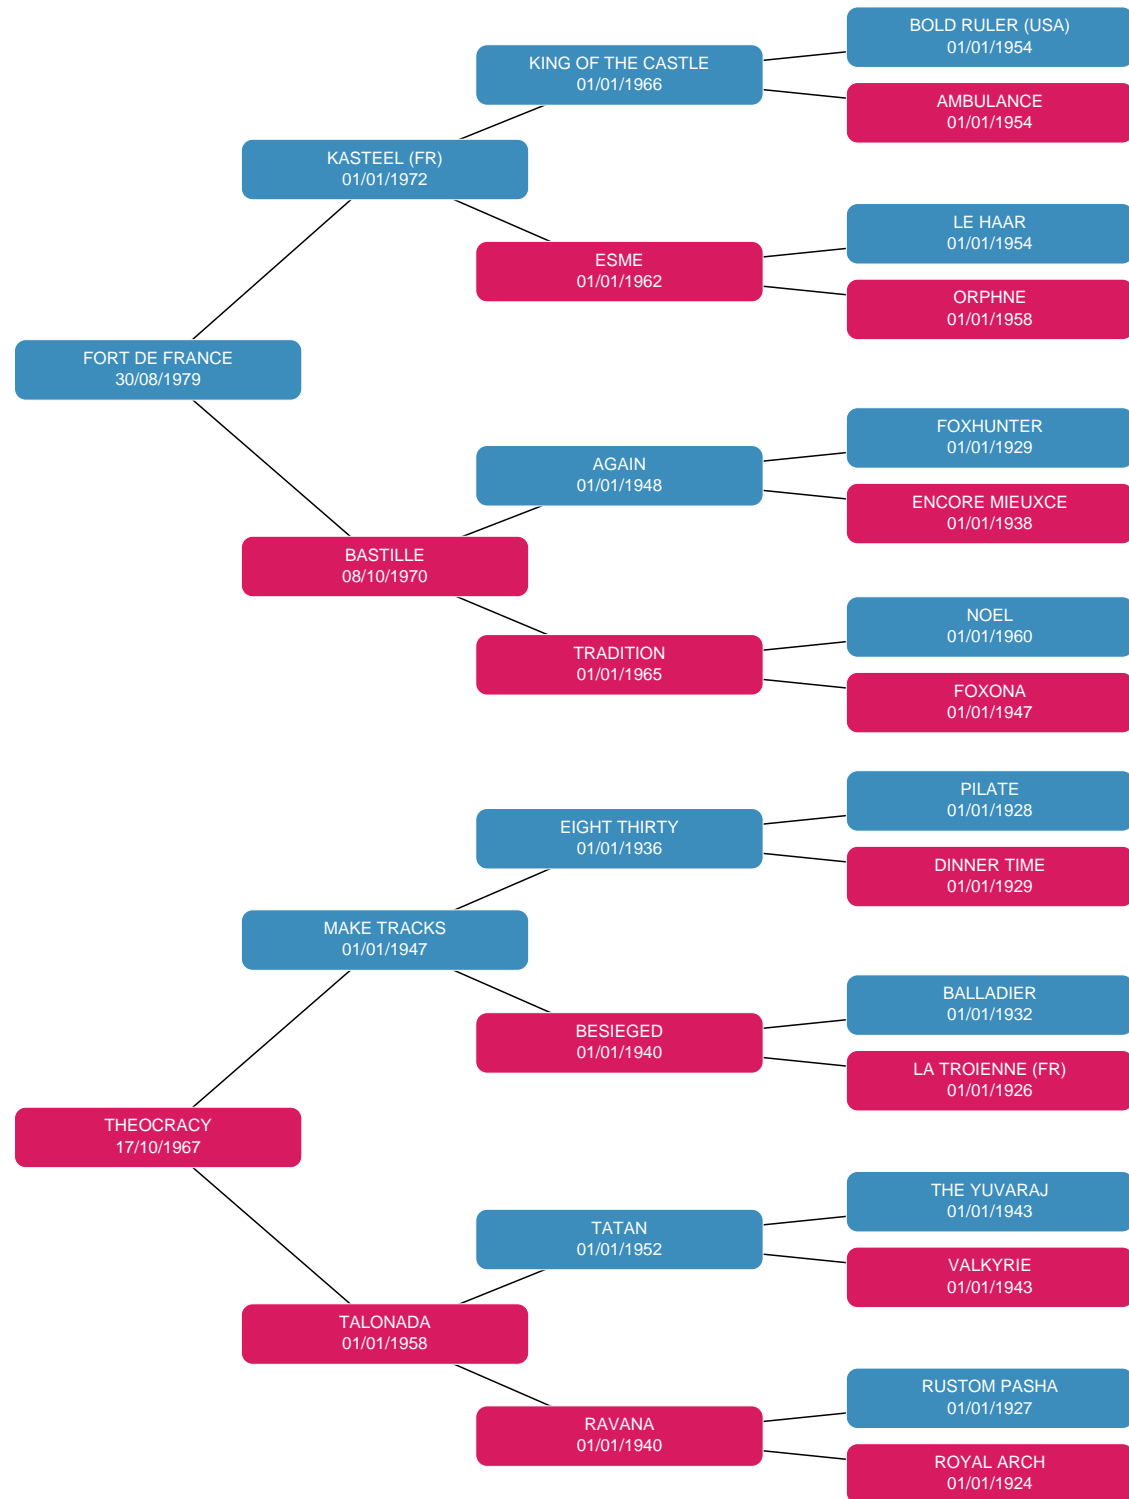 BOLD RULER (USA)
01/01/1954
KING OF THE CASTLE
01/01/1966
AMBULANCE
01/01/1954
KASTEEL (FR)
01/01/1972
LE HAAR
01/01/1954
ESME
01/01/1962
ORPHNE
01/01/1958
FORT DE FRANCE
30/08/1979
FOXHUNTER
01/01/1929
AGAIN
01/01/1948
ENCORE MIEUXCE
01/01/1938
BASTILLE
08/10/1970
NOEL
01/01/1960
TRADITION
01/01/1965
FOXONA
01/01/1947
PILATE
01/01/1928
EIGHT THIRTY
01/01/1936
DINNER TIME
01/01/1929
MAKE TRACKS
01/01/1947
BALLADIER
01/01/1932
BESIEGED
01/01/1940
LA TROIENNE (FR)
01/01/1926
THEOCRACY
17/10/1967
THE YUVARAJ
01/01/1943
TATAN
01/01/1952
VALKYRIE
01/01/1943
TALONADA
01/01/1958
RUSTOM PASHA
01/01/1927
RAVANA
01/01/1940
ROYAL ARCH
01/01/1924